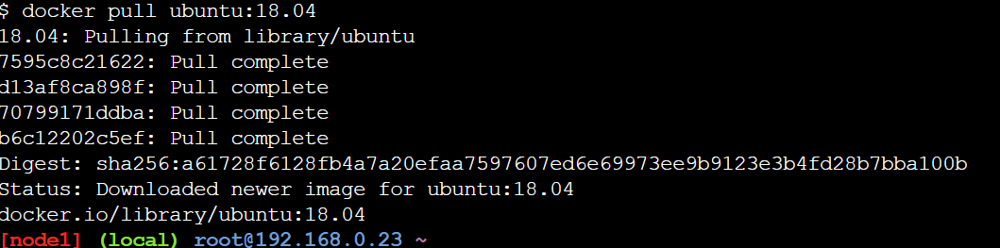 $ docker pull ubuntu:18.04
18.04: Pulling from library/ubuntu
7595c8c21622: Pull complete
d13af8ca898f: Pull complete
70799171ddba: Pull complete
b6c12202c5ef: Pull complete
Digest: sha256:a61728f6128fb4a7a20efaa7597607ed6e69973ee9b9123e3b4fd28b7bba100b
Status: Downloaded newer image for ubuntu:18.04
docker.io/library/ubuntu:18.04
[node1] (local) root@192.168.0.23 ~